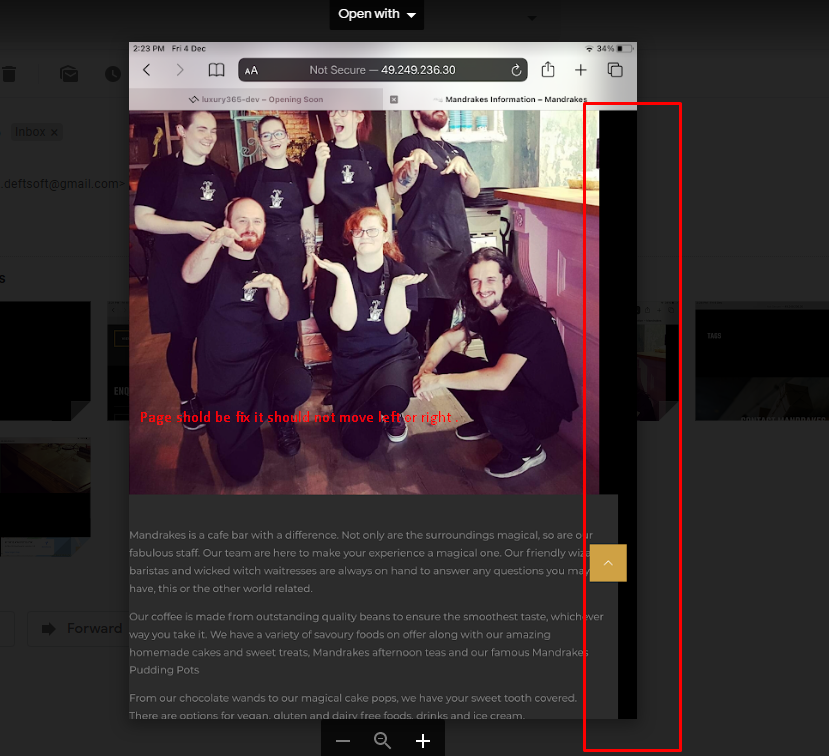 Open with
2:23 PM Fri 4 Dec
34%
AA
Not Secure — 49.249.236.30
luxury365-dev – Opening Soon
Mandrakes Information – Mandrakes
Inbox ×
.deftsoft@gmail.com>
s
Page shold be fix it should not move left or right
Mandrakes is a cafe bar with a difference. Not only are the surroundings magical, so are our
fabulous staff. Our team are here to make your experience a magical one. Our friendly
baristas and wicked witch waitresses are always on hand to answer any questions you may
have, this or the other world related.
Our coffee is made from outstanding quality beans to ensure the smoothest taste, whichever
way you take it. We have a variety of savoury foods on offer along with our amazing
homemade cakes and sweet treats, Mandrakes afternoon teas and our famous Mandrakes
Pudding Pots
From our chocolate wands to our magical cake pops, we have your sweet tooth covered.
There are options for vegan, gluten and dairy free foods, drinks and ice cream.
Forward